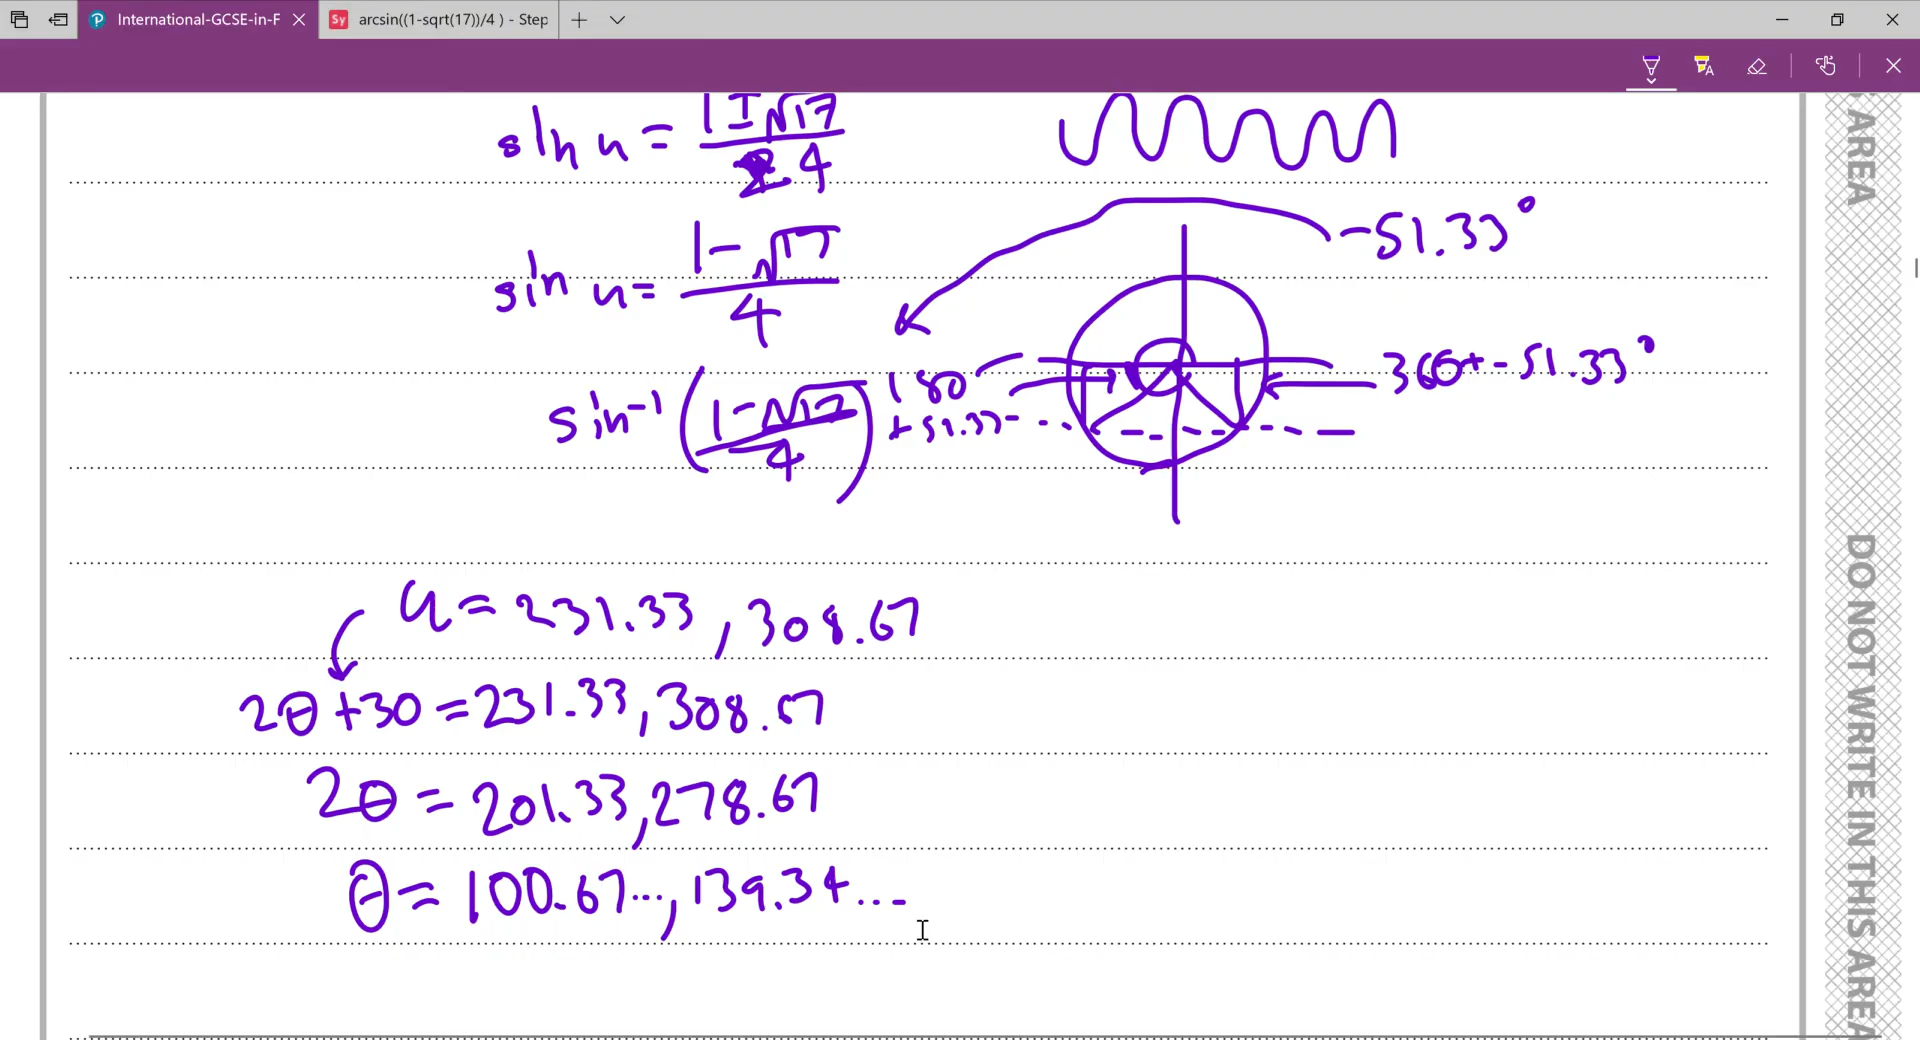 International-GCSE-in-F
arcsin((1-sqrt(17))/4 ) - Step
sin u = 1 ± √17 / 4
AREA
-51.33°
sin u = 1 - √17 / 4
180
360 + -51.33°
sin⁻¹ (1 - √17 / 4)
+51.33
u = 231.33, 308.67
2θ + 30 = 231.33, 308.67
2θ = 201.33, 278.67
θ = 100.67..., 139.34...
DO NOT WRITE IN THIS AREA